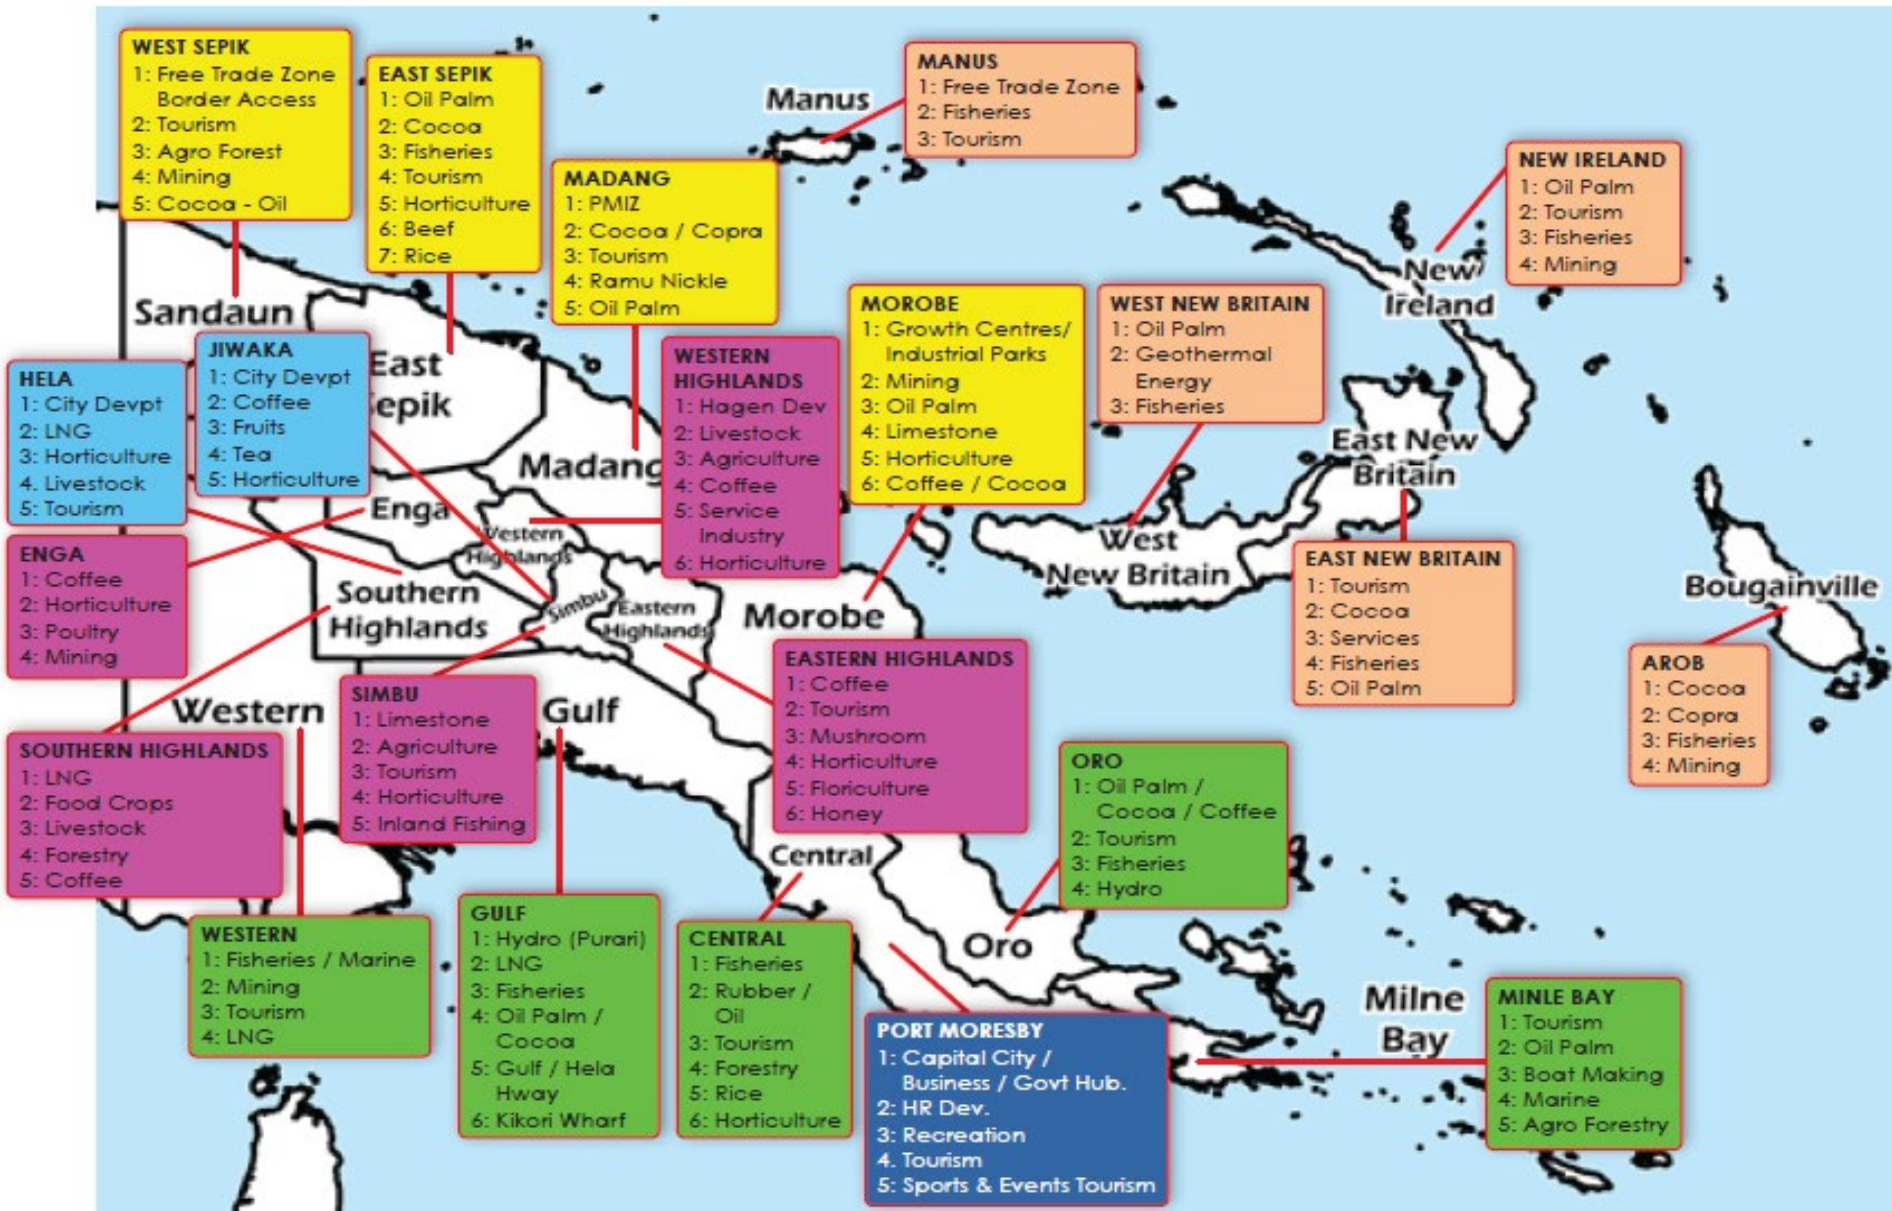 WEST SEPIK
1: Free Trade Zone
Border Access
2: Tourism
3: Agro Forest
4: Mining
5: Cocoa - Oil
EAST SEPIK
1: Oil Palm
2: Cocoa
3: Fisheries
4: Tourism
5: Horticulture
6: Beef
7: Rice
MADANG
1: PMIZ
2: Cocoa / Copra
3: Tourism
4: Ramu Nickle
5: Oil Palm
Manus
MANUS
1: Free Trade Zone
2: Fisheries
3: Tourism
NEW IRELAND
1: Oil Palm
2: Tourism
3: Fisheries
4: Mining
New
Ireland
MOROBE
1: Growth Centres/
Industrial Parks
2: Mining
3: Oil Palm
4: Limestone
5: Horticulture
6: Coffee / Cocoa
WEST NEW BRITAIN
1: Oil Palm
2: Geothermal
Energy
3: Fisheries
Sandaun
HELA
1: City Devpt
2: LNG
3: Horticulture
4. Livestock
5: Tourism
JIWAKA
1: City Devpt
2: Coffee
3: Fruits
4: Tea
5: Horticulture
East
Sepik
Madang
WESTERN
HIGHLANDS
1: Hagen Dev
2: Livestock
3: Agriculture
4: Coffee
5: Service
Industry
6: Horticulture
East New
Britain
Enga
Western
Highlands
West
New Britain
ENGA
1: Coffee
2: Horticulture
3: Poultry
4: Mining
Southern
Highlands
Simbu
Eastern
Highlands
Morobe
EAST NEW BRITAIN
1: Tourism
2: Cocoa
3: Services
4: Fisheries
5: Oil Palm
Bougainville
AROB
1: Cocoa
2: Copra
3: Fisheries
4: Mining
Western
Gulf
SOUTHERN HIGHLANDS
1: LNG
2: Food Crops
3: Livestock
4: Forestry
5: Coffee
SIMBU
1: Limestone
2: Agriculture
3: Tourism
4: Horticulture
5: Inland Fishing
EASTERN HIGHLANDS
1: Coffee
2: Tourism
3: Mushroom
4: Horticulture
5: Floriculture
6: Honey
ORO
1: Oil Palm /
Cocoa / Coffee
2: Tourism
3: Fisheries
4: Hydro
Central
Oro
WESTERN
1: Fisheries / Marine
2: Mining
3: Tourism
4: LNG
GULF
1: Hydro (Purari)
2: LNG
3: Fisheries
4: Oil Palm /
Cocoa
5: Gulf / Hela
Hway
6: Kikori Wharf
CENTRAL
1: Fisheries
2: Rubber /
Oil
3: Tourism
4: Forestry
5: Rice
6: Horticulture
PORT MORESBY
1: Capital City /
Business / Govt Hub.
2: HR Dev.
3: Recreation
4. Tourism
5: Sports & Events Tourism
Milne
Bay
MINLE BAY
1: Tourism
2: Oil Palm
3: Boat Making
4: Marine
5: Agro Forestry